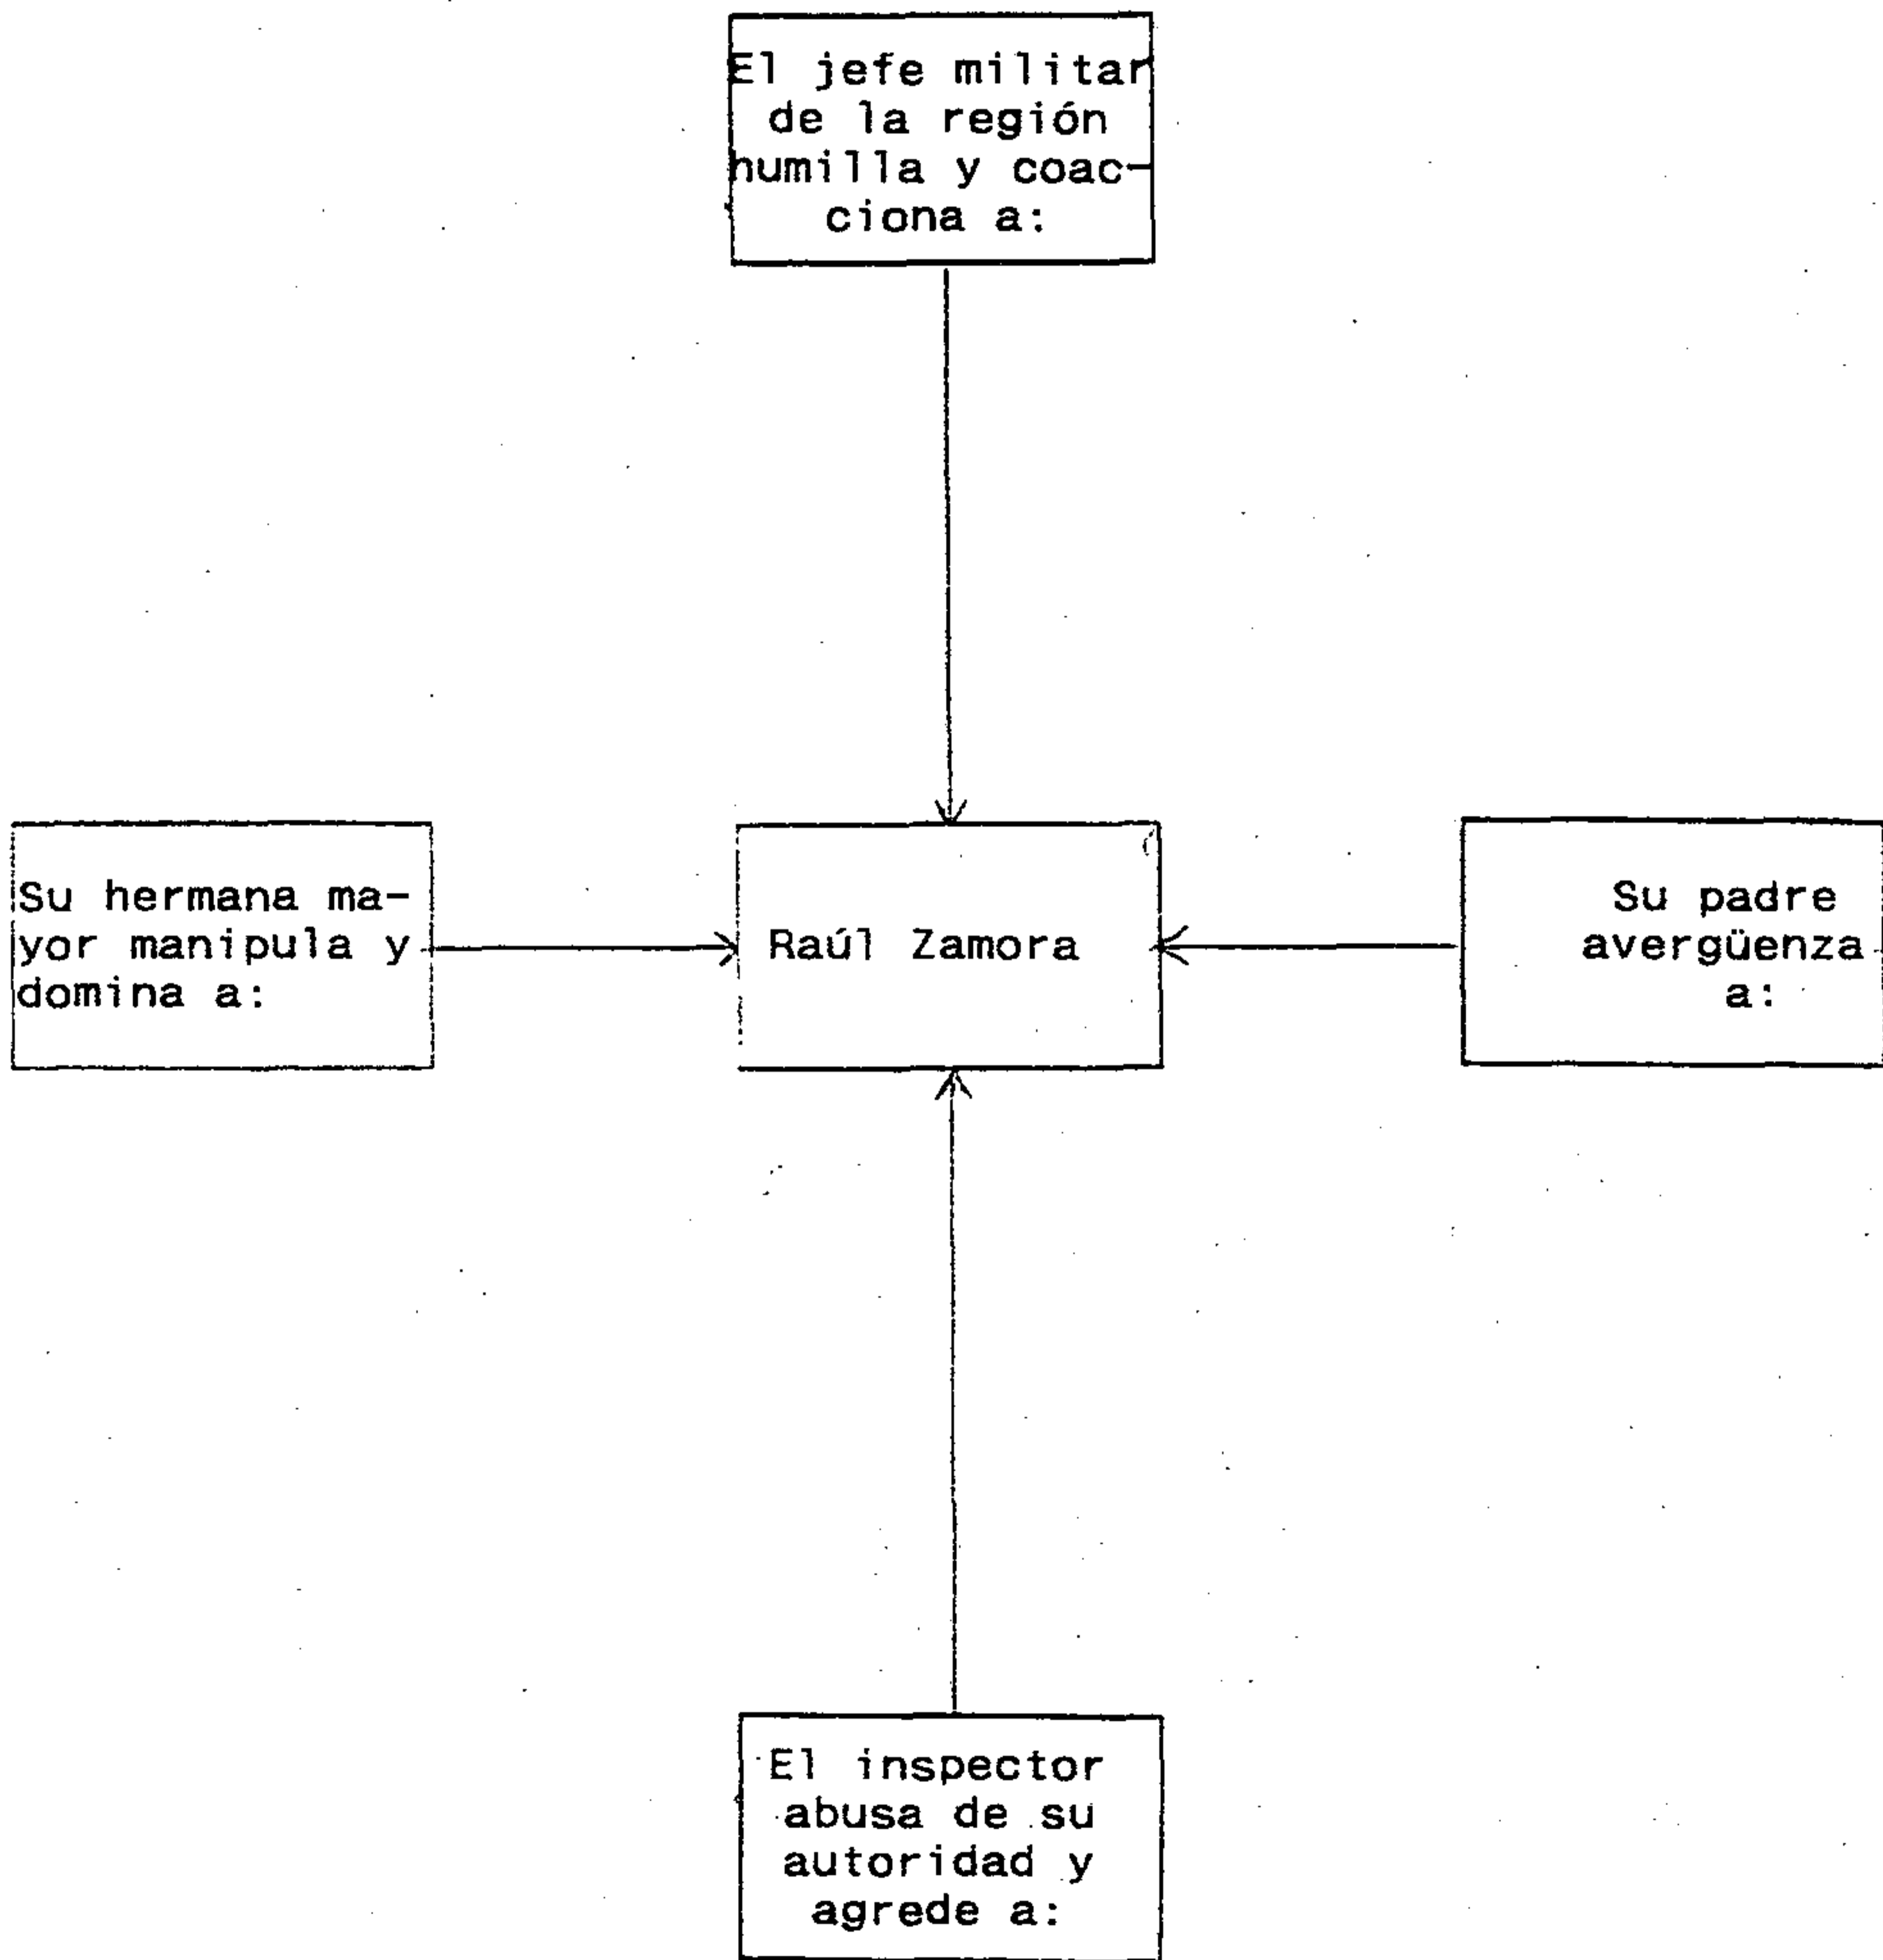 El jefe militar
de la región
humilla y coac-
ciona a:
Su hermana ma-
yor manipula y
domina a:
Raúl Zamora
Su padre
avergüenza
a:
El inspector
abusa de su
autoridad y
agrede a: